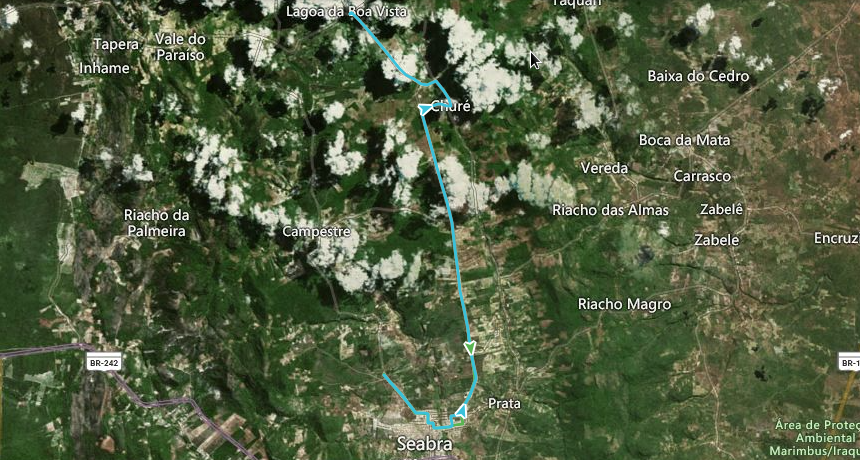 Taquari
Lagoa da Boa Vista
Tapera
Vale do
Paraíso
Inhame
Baixa do Cedro
Churé
Boca da Mata
Vereda
Carrasco
Riacho da
Palmeira
Riacho das Almas
Zabelê
Campestre
Zabele
Encruzi
Riacho Magro
BR-242
BR-1
Prata
Seabra
Área de Proteç
Ambiental
Marimbus/Iraqu